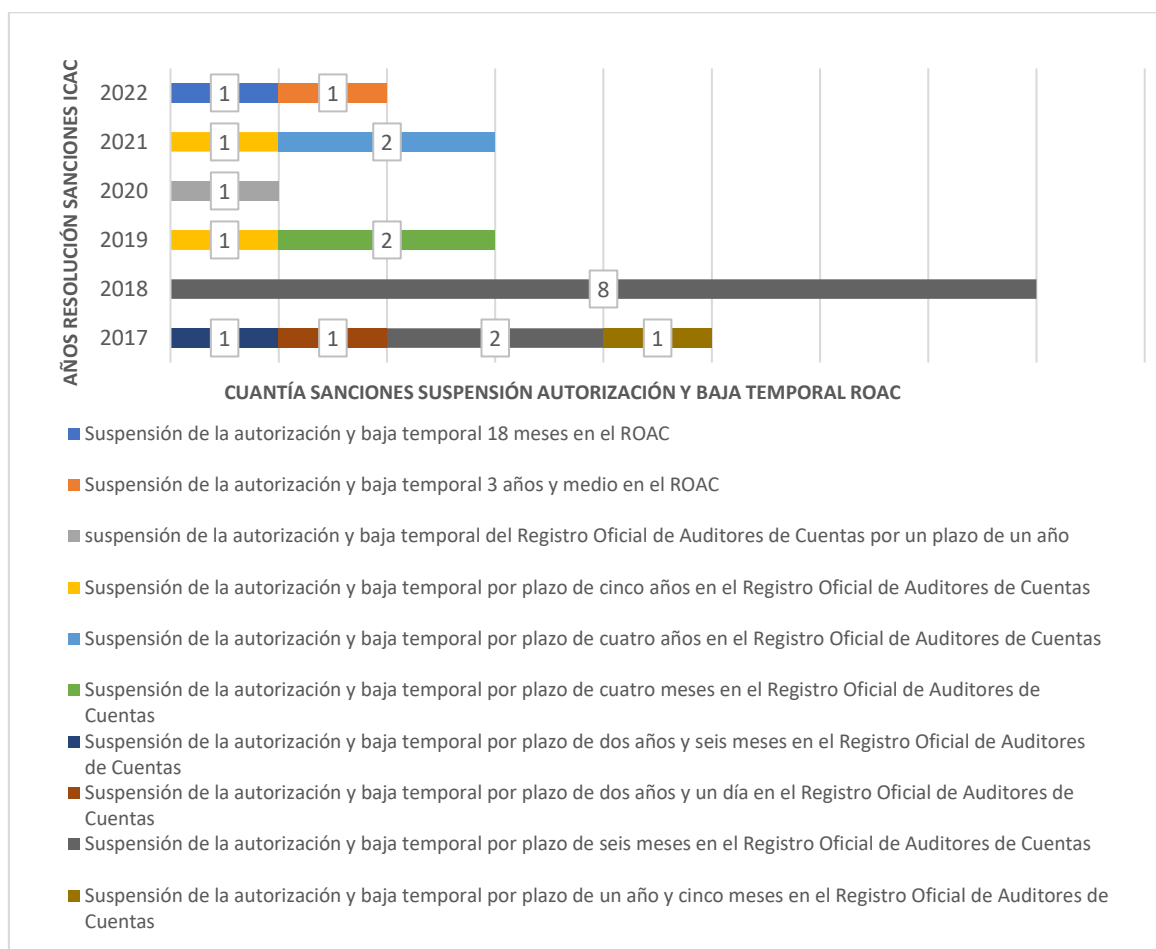 AÑOS RESOLUCIÓN SANCIONES ICAC
2022
1
1
2021
1
2
2020
1
2019
1
2
2018
8
2017
1
1
2
1
CUANTÍA SANCIONES SUSPENSIÓN AUTORIZACIÓN Y BAJA TEMPORAL ROAC
Suspensión de la autorización y baja temporal 18 meses en el ROAC
Suspensión de la autorización y baja temporal 3 años y medio en el ROAC
suspensión de la autorización y baja temporal del Registro Oficial de Auditores de Cuentas por un plazo de un año
Suspensión de la autorización y baja temporal por plazo de cinco años en el Registro Oficial de Auditores de Cuentas
Suspensión de la autorización y baja temporal por plazo de cuatro años en el Registro Oficial de Auditores de Cuentas
Suspensión de la autorización y baja temporal por plazo de cuatro meses en el Registro Oficial de Auditores de
Cuentas
Suspensión de la autorización y baja temporal por plazo de dos años y seis meses en el Registro Oficial de Auditores
de Cuentas
Suspensión de la autorización y baja temporal por plazo de dos años y un día en el Registro Oficial de Auditores de
Cuentas
Suspensión de la autorización y baja temporal por plazo de seis meses en el Registro Oficial de Auditores de Cuentas
Suspensión de la autorización y baja temporal por plazo de un año y cinco meses en el Registro Oficial de Auditores de
Cuentas